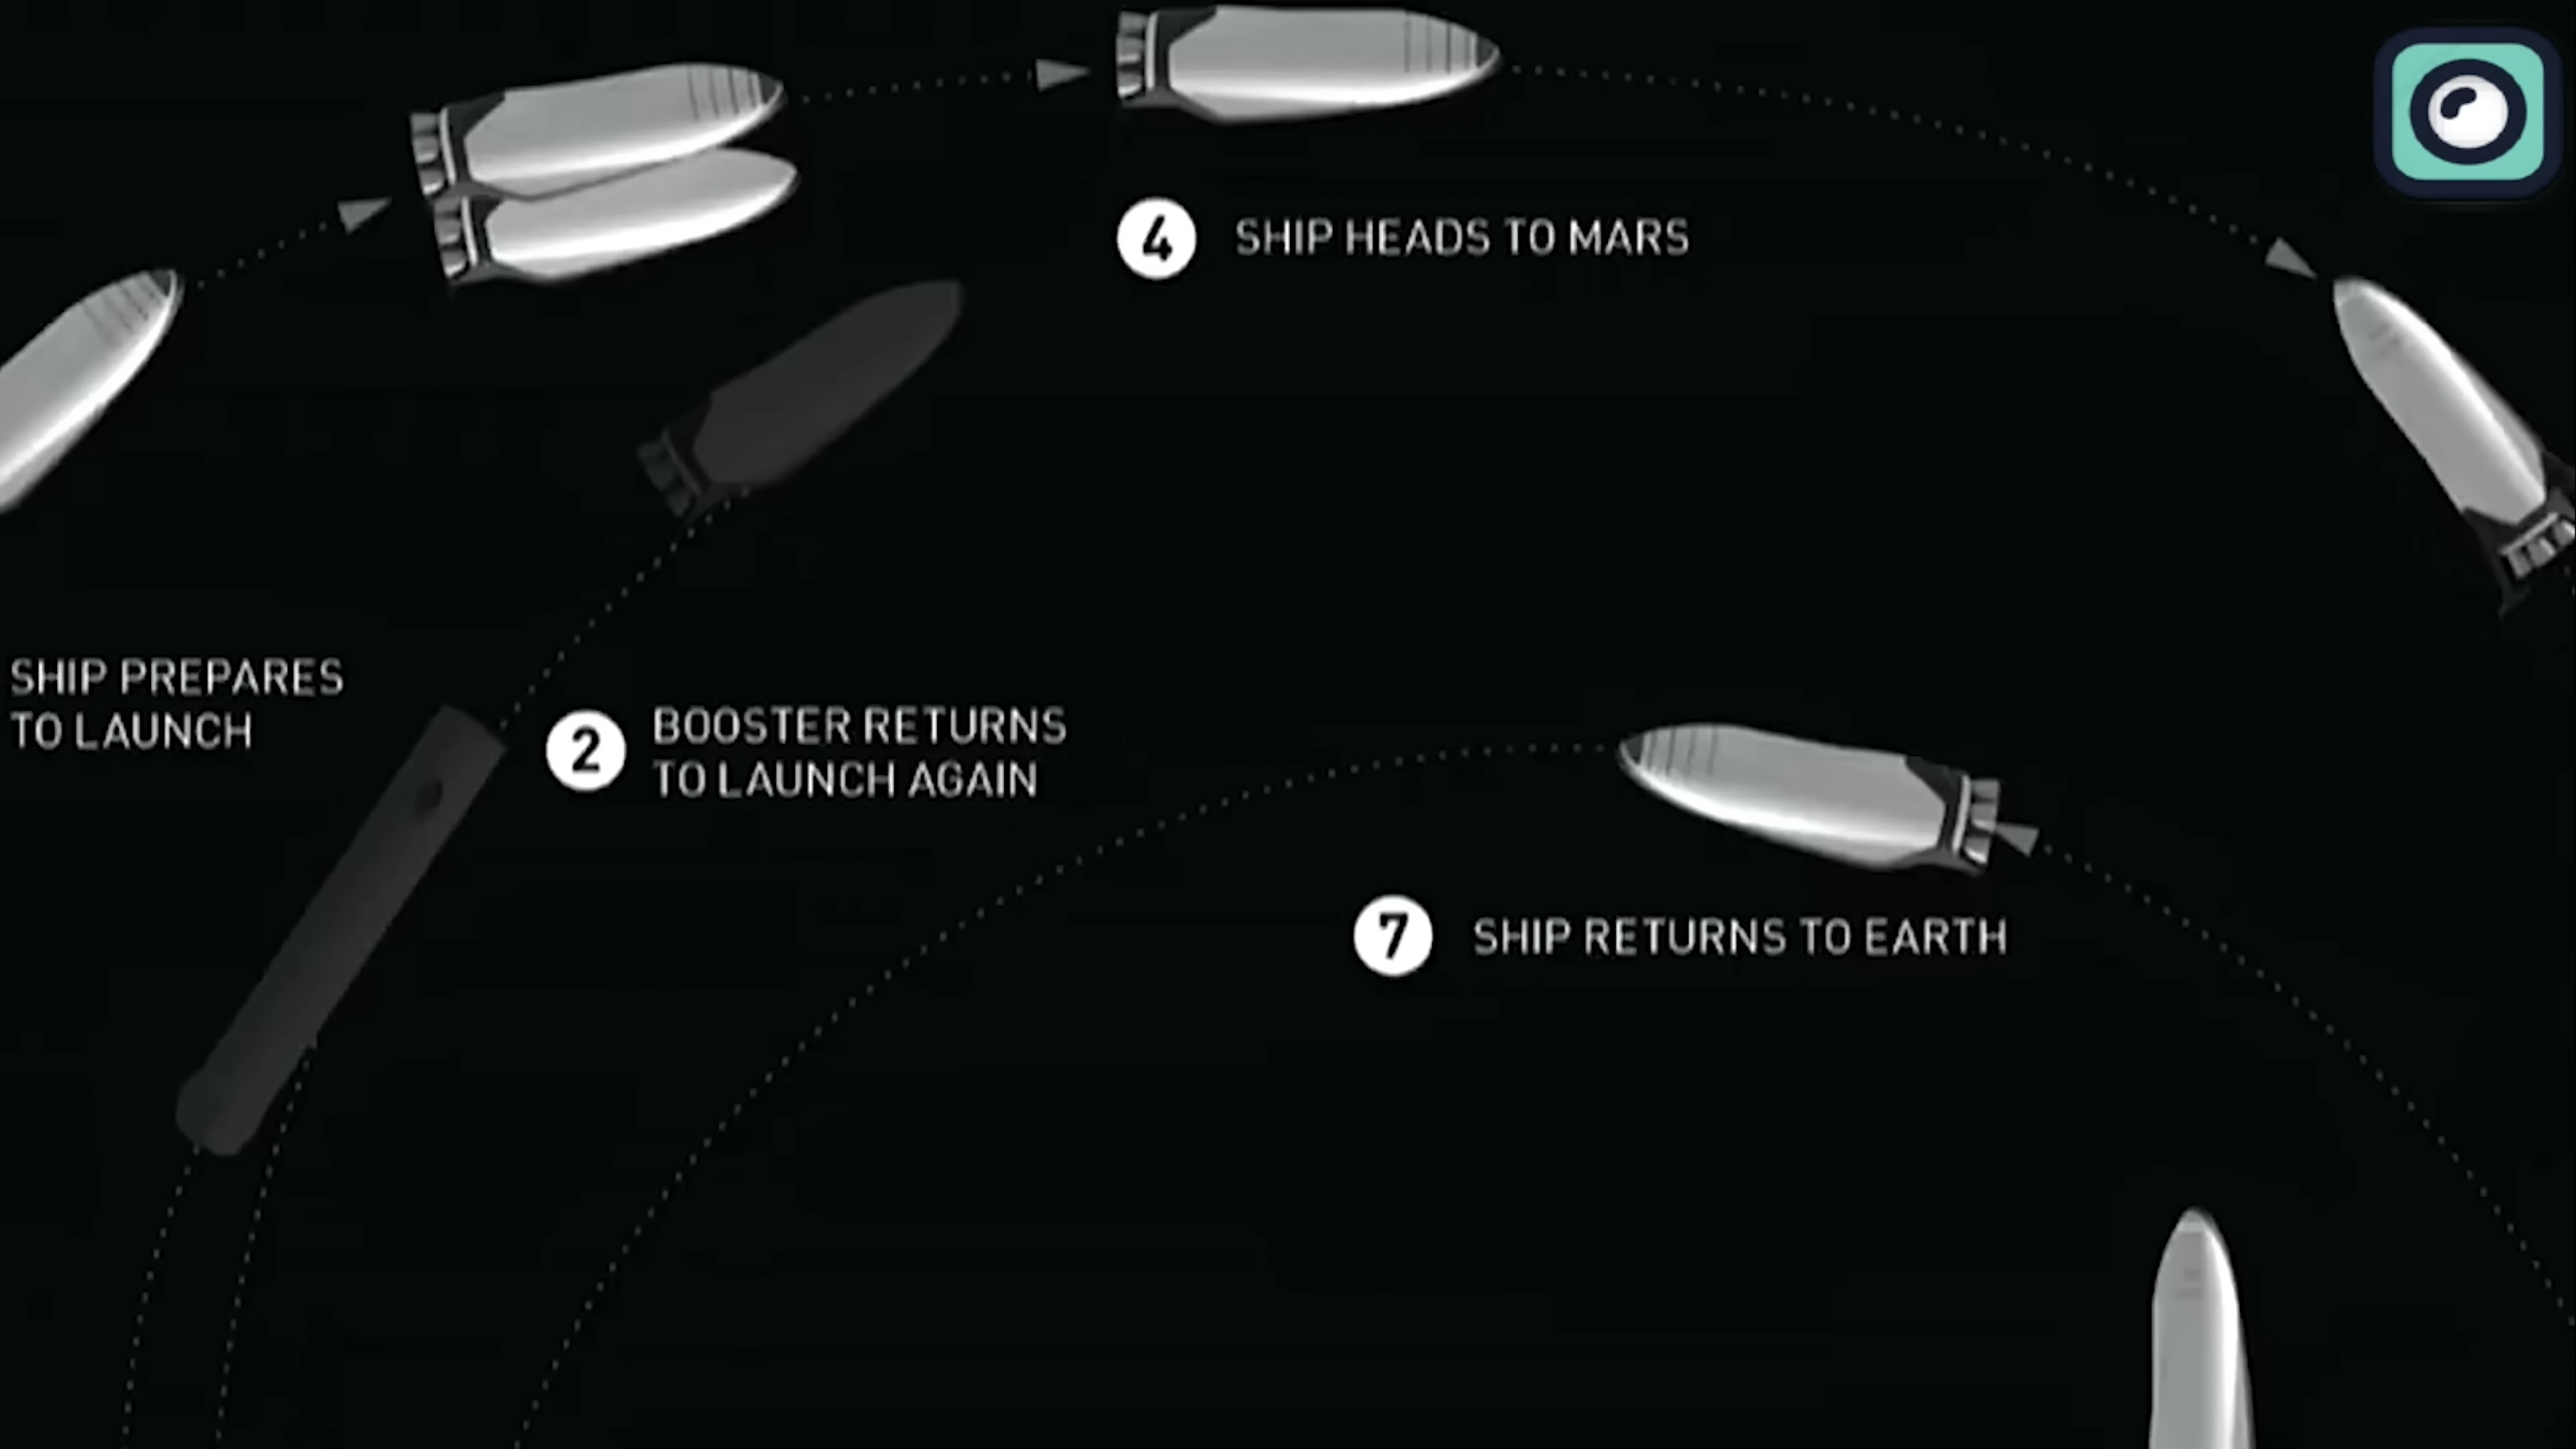 4 SHIP HEADS TO MARS
SHIP PREPARES
TO LAUNCH
2 BOOSTER RETURNS
TO LAUNCH AGAIN
7 SHIP RETURNS TO EARTH